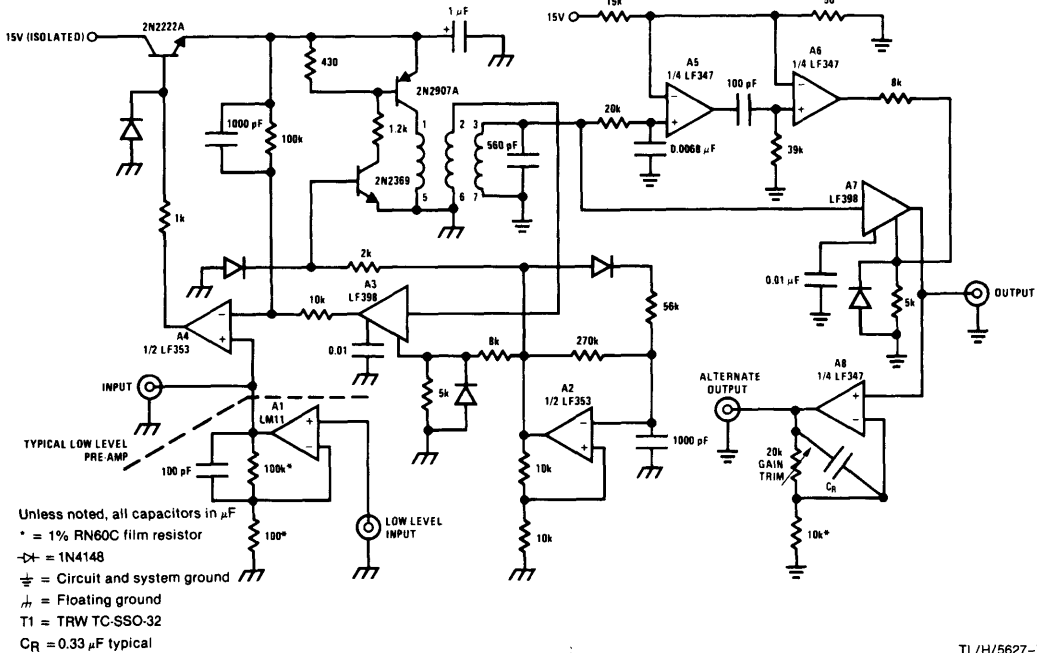 1 µF
15k
50
15V (ISOLATED)
2N2222A
15V
A5
1/4 LF347
A6
1/4 LF347
430
2N2907A
100 pF
8k
1000 pF
100k
1.2k
1
2
3
560 pF
20k
0.0068 µF
39k
2N2369
5
6
7
A7
LF398
1k
2k
0.01 µF
5k
OUTPUT
A3
LF398
10k
56k
A4
1/2 LF353
0.01
8k
270k
ALTERNATE
OUTPUT
A8
1/4 LF347
INPUT
5k
A2
1/2 LF353
A1
LM11
TYPICAL LOW LEVEL
PRE-AMP
1000 pF
20k
GAIN
TRIM
CR
100 pF
100k*
10k
Unless noted, all capacitors in µF
* = 1% RN60C film resistor
= 1N4148
= Circuit and system ground
= Floating ground
T1 = TRW TC-SSO-32
CR = 0.33 µF typical
100*
LOW LEVEL
INPUT
10k
10k*
TL/H/5627-